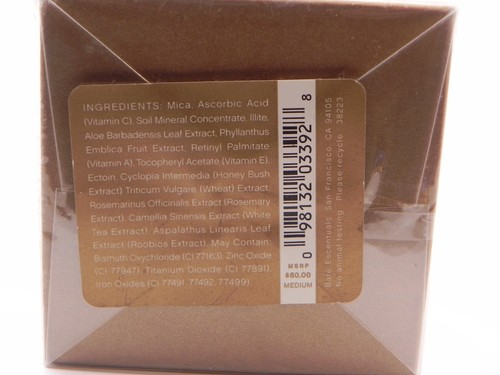 INGREDIENTS: Mica, Ascorbic Acid
(Vitamin C), Soil Mineral Concentrate, Illite,
Aloe Barbadensis Leaf Extract, Phyllanthus
Emblica Fruit Extract, Retinyl Palmitate
(Vitamin A), Tocopheryl Acetate (Vitamin E),
Ectoin, Cyclopia Intermedia (Honey Bush
Extract) Triticum Vulgare (Wheat) Extract,
Rosmarinus Officinalis Extract (Rosemary
Extract), Camellia Sinensis Extract (White
Tea Extract), Aspalathus Linearis Leaf
Extract (Rooibos Extract). May Contain:
Bismuth Oxychloride (CI 77163), Zinc Oxide
(CI 77947), Titanium Dioxide (CI 77891),
Iron Oxides (CI 77491, 77492, 77499).
0 98132 03392 8
MSRP
$60.00
MEDIUM
Bare Escentuals San Francisco, CA 94105
No animal testing Please recycle 38223